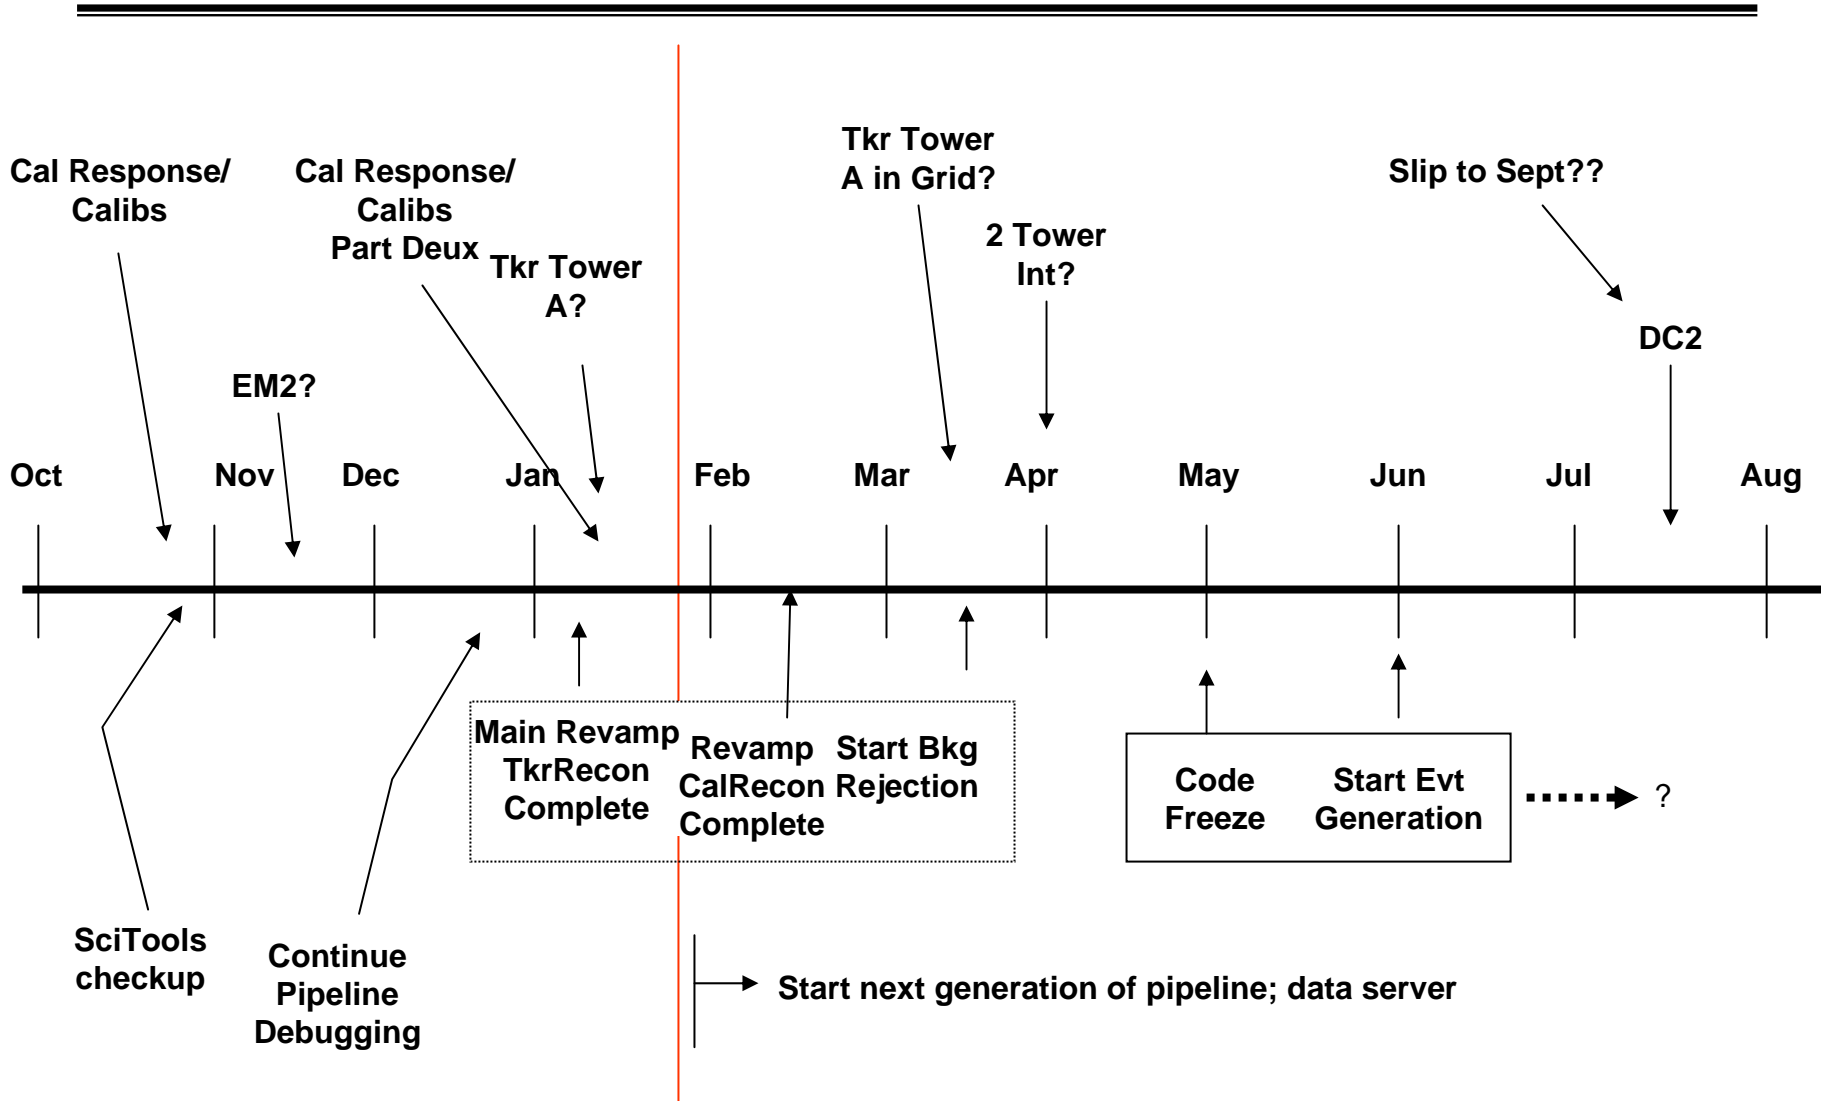 Tkr Tower
A in Grid?
Cal Response/
Calibs
Cal Response/
Calibs
Part Deux
Slip to Sept??
2 Tower
Int?
Tkr Tower
A?
DC2
EM2?
Oct Nov Dec Jan Feb Mar Apr May Jun Jul Aug
Main Revamp
TkrRecon
Complete
Revamp
CalRecon
Complete
Start Bkg
Rejection
Code
Freeze
Start Evt
Generation
?
SciTools
checkup
Continue
Pipeline
Debugging
Start next generation of pipeline; data server